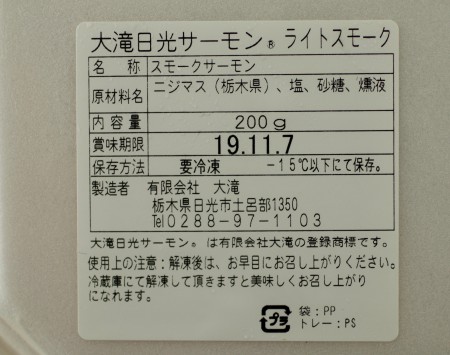 大滝日光サーモン® ライトスモーク
名 称 スモークサーモン
原材料名 ニジマス（栃木県）、塩、砂糖、燻液
内容量 200g
賞味期限 19.11.7
保存方法 要冷凍 -15℃以下にて保存。
製造者 有限会社 大滝
栃木県日光市土呂部1350
Tel0288-97-1103
大滝日光サーモン。は有限会社大滝の登録商標です。
使用上の注意：解凍後は、お早目にお召し上がりください。
冷蔵庫にて解凍して頂きますと美味しくお召し上がり
になれます。
プラ 袋：PP
トレー：PS